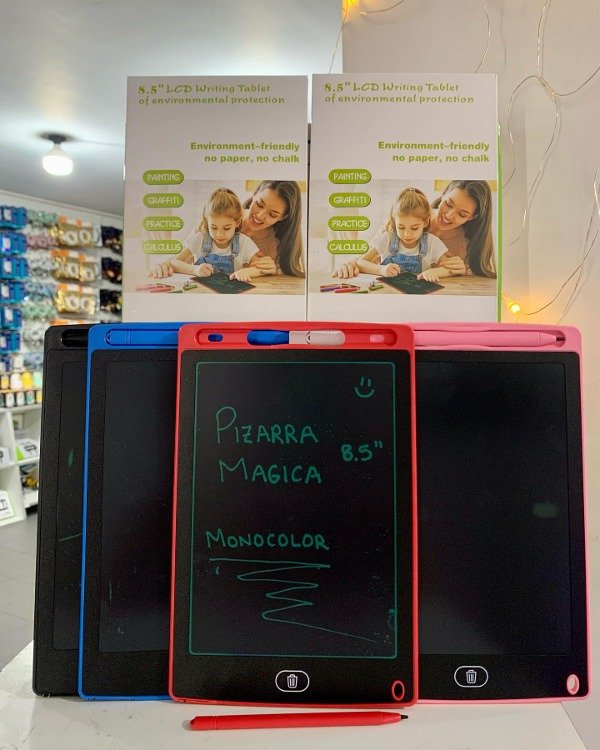 8.5" LCD Writing Tablet
of environmental protection
Environment-friendly
no paper, no chalk
PAINTING
GRAFFITI
PRACTICE
CALCULUS
8.5" LCD Writing Tablet
of environmental protection
Environment-friendly
no paper, no chalk
PAINTING
GRAFFITI
PRACTICE
CALCULUS
PIZARRA
MAGICA
8.5"
MONOCOLOR